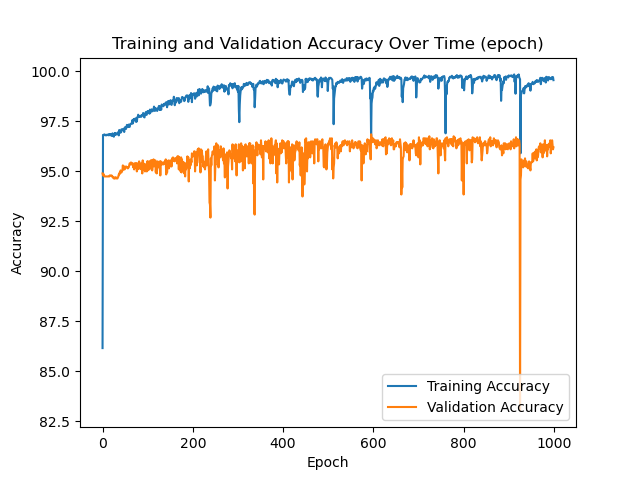 Training and Validation Accuracy Over Time (epoch)
100.0
97.5
95.0
92.5
90.0
87.5
85.0
82.5
Accuracy
0 200 400 600 800 1000
Epoch
Training Accuracy
Validation Accuracy